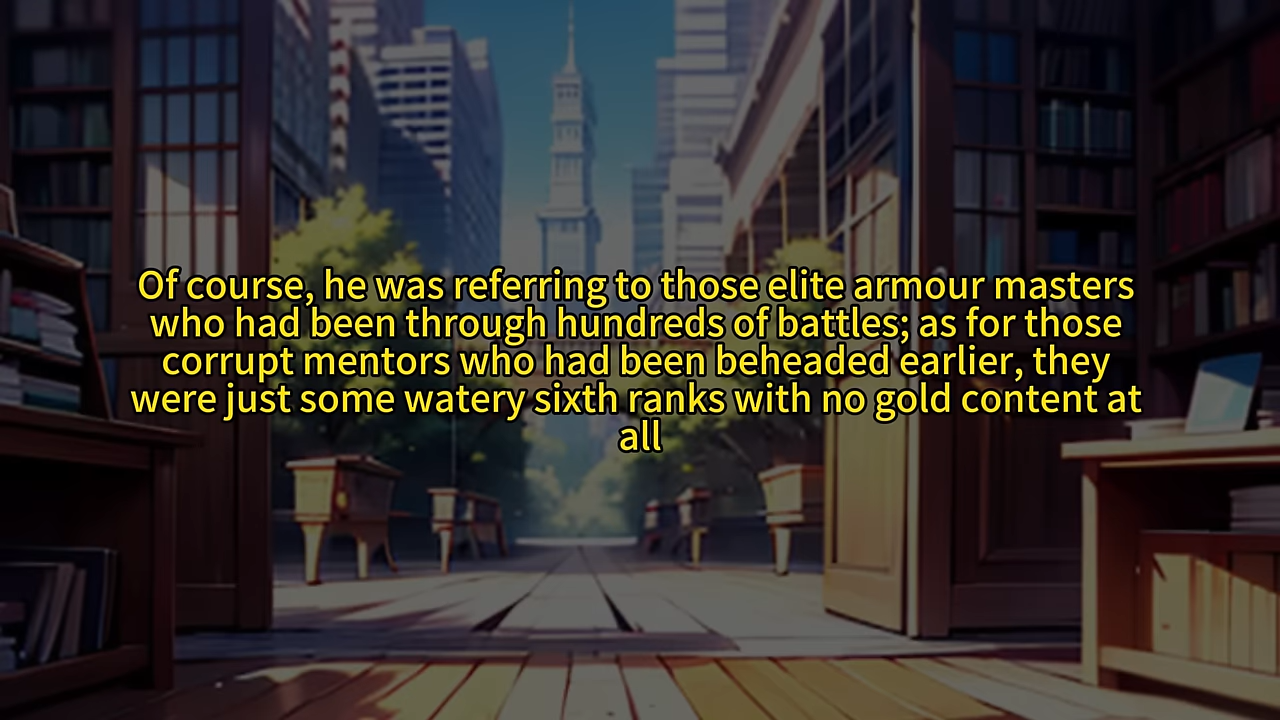 Of course, he was referring to those elite armour masters
who had been through hundreds of battles; as for those
corrupt mentors who had been beheaded earlier, they
were just some watery sixth ranks with no gold content at
all